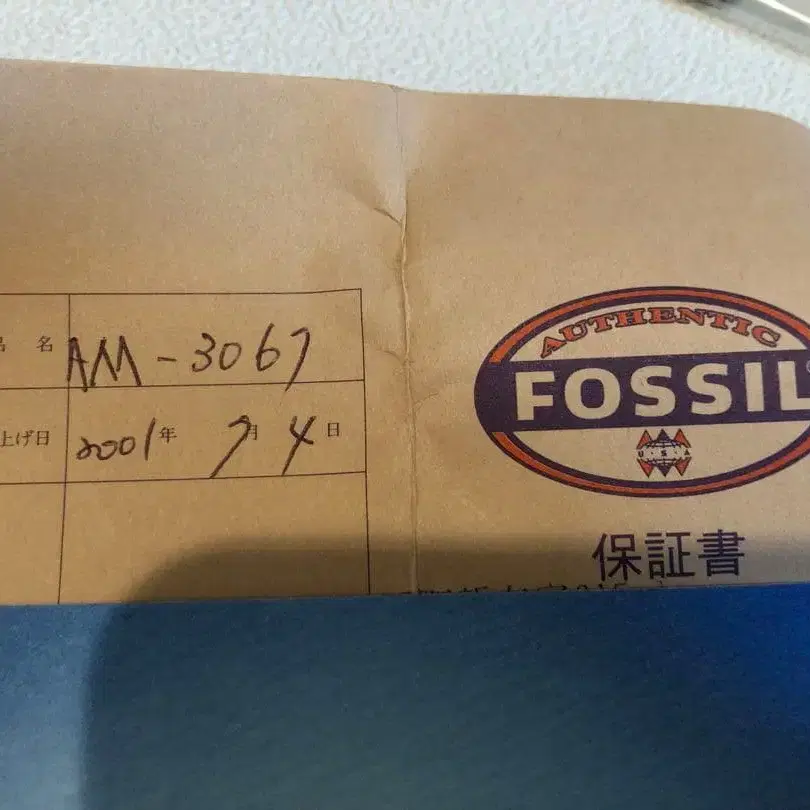 品 名 AM-3067
上げ日 2001年 7月 4日
AUTHENTIC
FOSSIL
U S A
保証書